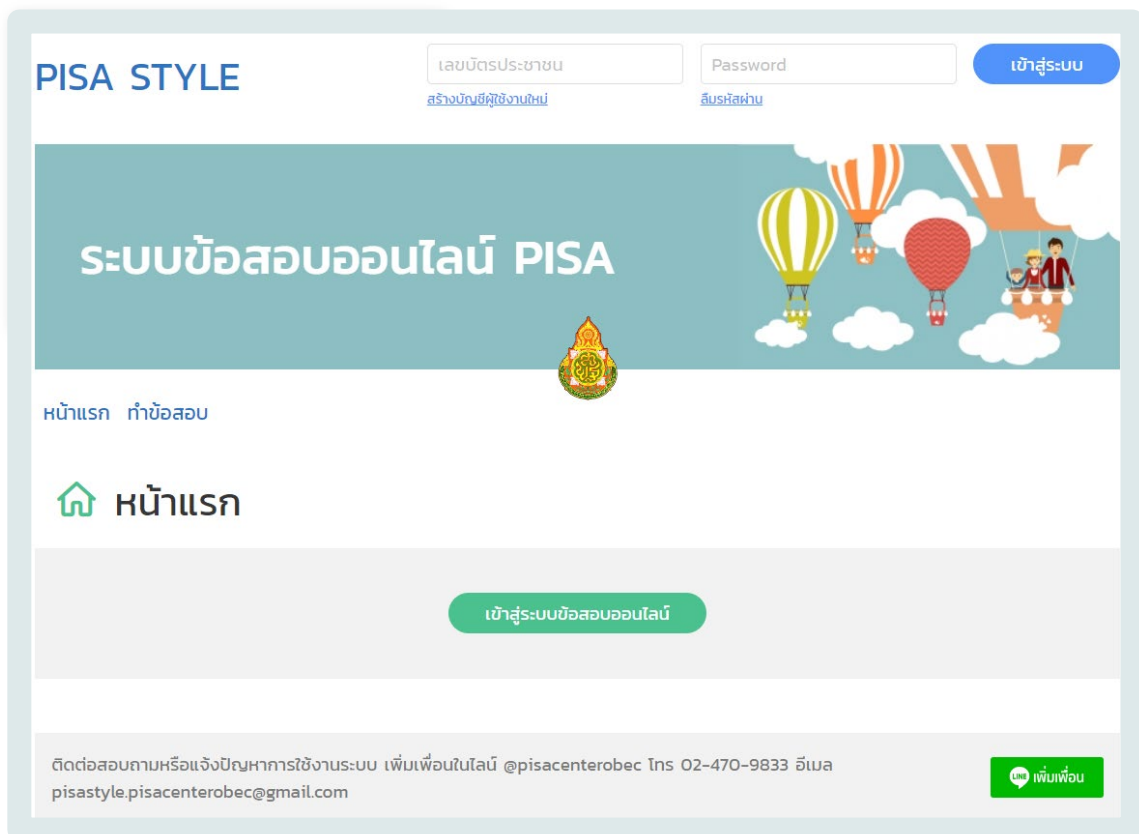 PISA STYLE
เลขบัตรประชาชน
Password
เข้าสู่ระบบ
สร้างบัญชีผู้ใช้งานใหม่
ลืมรหัสผ่าน
ระบบข้อสอบออนไลน์ PISA
หน้าแรก ทำข้อสอบ
หน้าแรก
เข้าสู่ระบบข้อสอบออนไลน์
ติดต่อสอบถามหรือแจ้งปัญหาการใช้งานระบบ เพิ่มเพื่อนในไลน์ @pisacenterobec โทร 02-470-9833 อีเมล
pisastyle.pisacenterobec@gmail.com
LINE เพิ่มเพื่อน